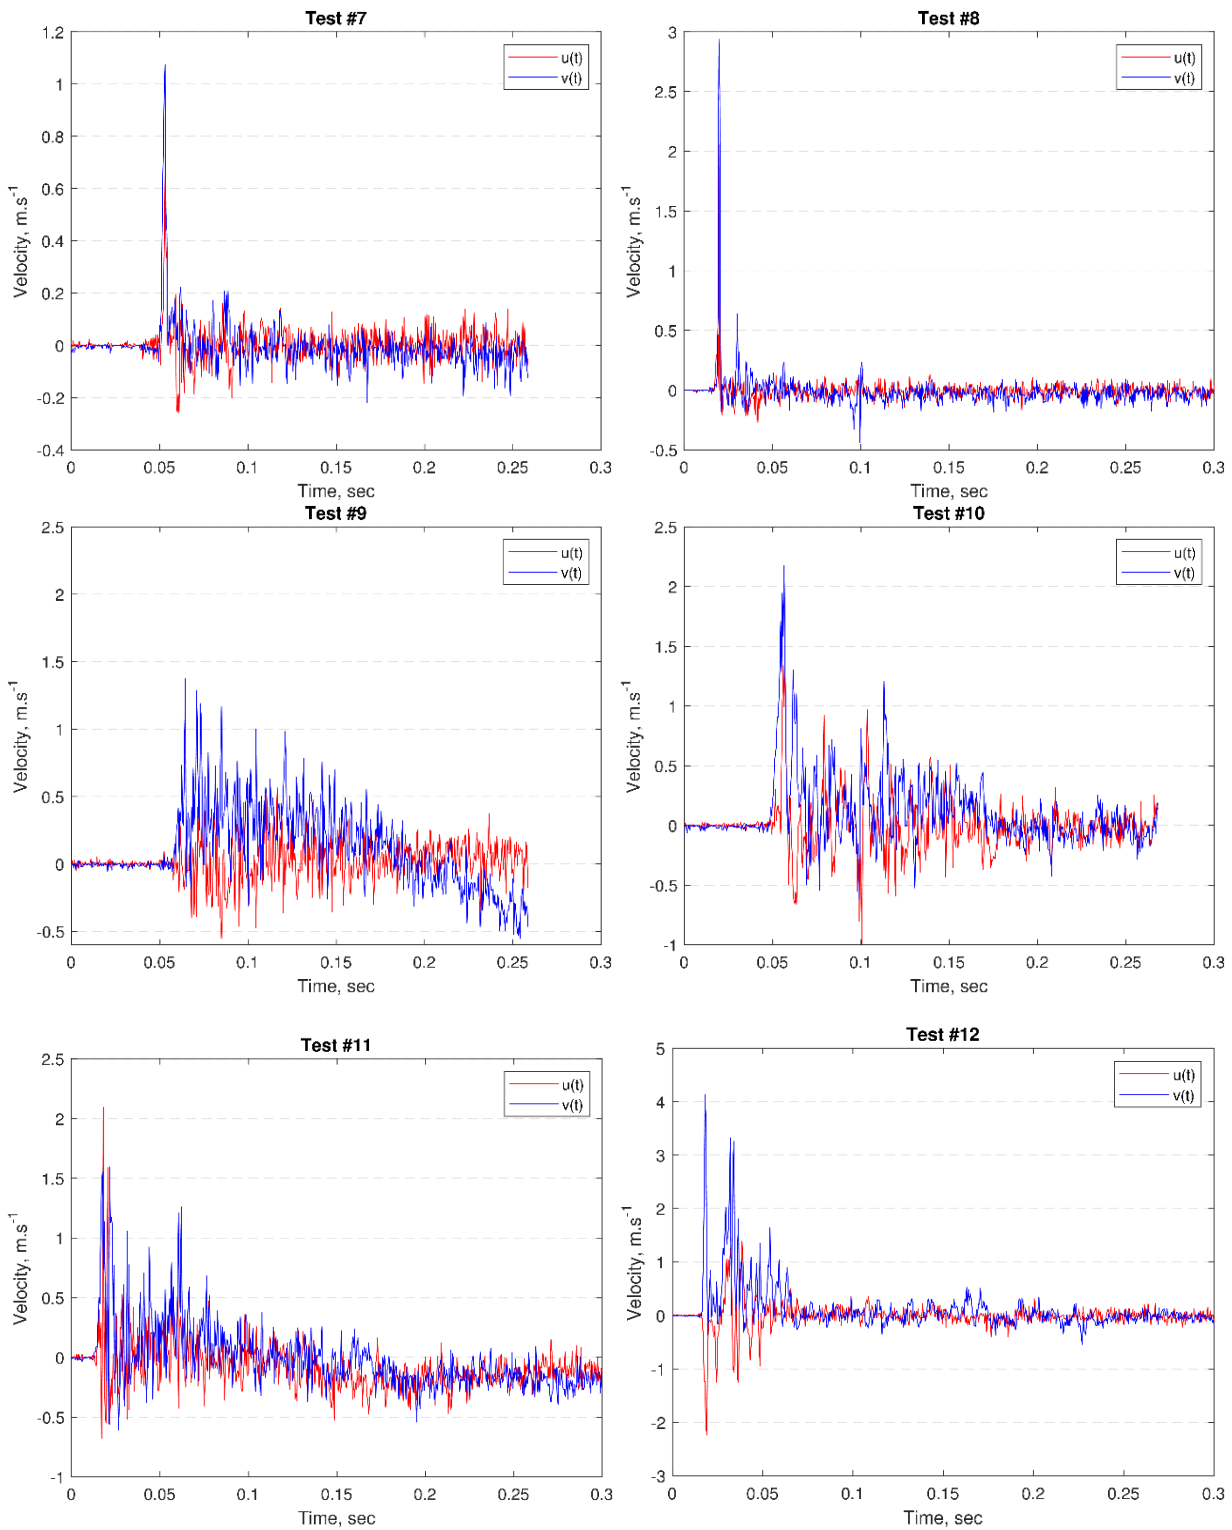 Test #7
1.2
1
0.8
0.6
0.4
0.2
0
-0.2
-0.4
Velocity, m.s-1
u(t)
v(t)
0 0.05 0.1 0.15 0.2 0.25 0.3
Time, sec
Test #8
3
2.5
2
1.5
1
0.5
0
-0.5
Velocity, m.s-1
u(t)
v(t)
0 0.05 0.1 0.15 0.2 0.25 0.3
Time, sec
Test #9
2.5
2
1.5
1
0.5
0
-0.5
Velocity, m.s-1
u(t)
v(t)
0 0.05 0.1 0.15 0.2 0.25 0.3
Time, sec
Test #10
2.5
2
1.5
1
0.5
0
-0.5
-1
Velocity, m.s-1
u(t)
v(t)
0 0.05 0.1 0.15 0.2 0.25 0.3
Time, sec
Test #11
2.5
2
1.5
1
0.5
0
-0.5
-1
Velocity, m.s-1
u(t)
v(t)
0 0.05 0.1 0.15 0.2 0.25 0.3
Time, sec
Test #12
5
4
3
2
1
0
-1
-2
-3
Velocity, m.s-1
u(t)
v(t)
0 0.05 0.1 0.15 0.2 0.25 0.3
Time, sec